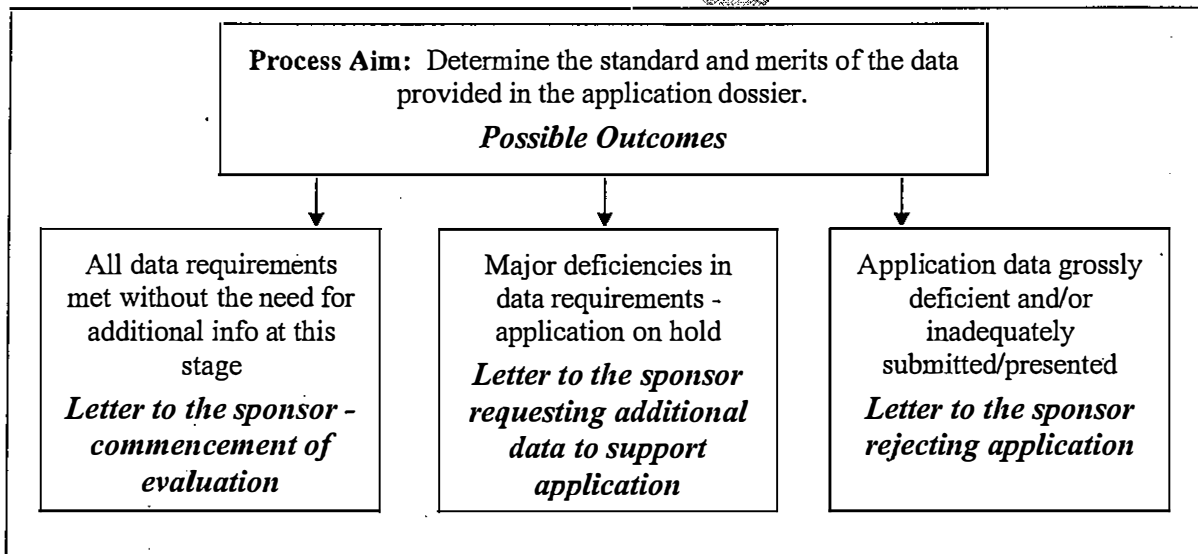 Process Aim: Determine the standard and merits of the data
provided in the application dossier.
Possible Outcomes
All data requirements
met without the need for
additional info at this
stage
Letter to the sponsor -
commencement of
evaluation
Major deficiencies in
data requirements -
application on hold
Letter to the sponsor
requesting additional
data to support
application
Application data grossly
deficient and/or
inadequately
submitted/presented
Letter to the sponsor
rejecting application